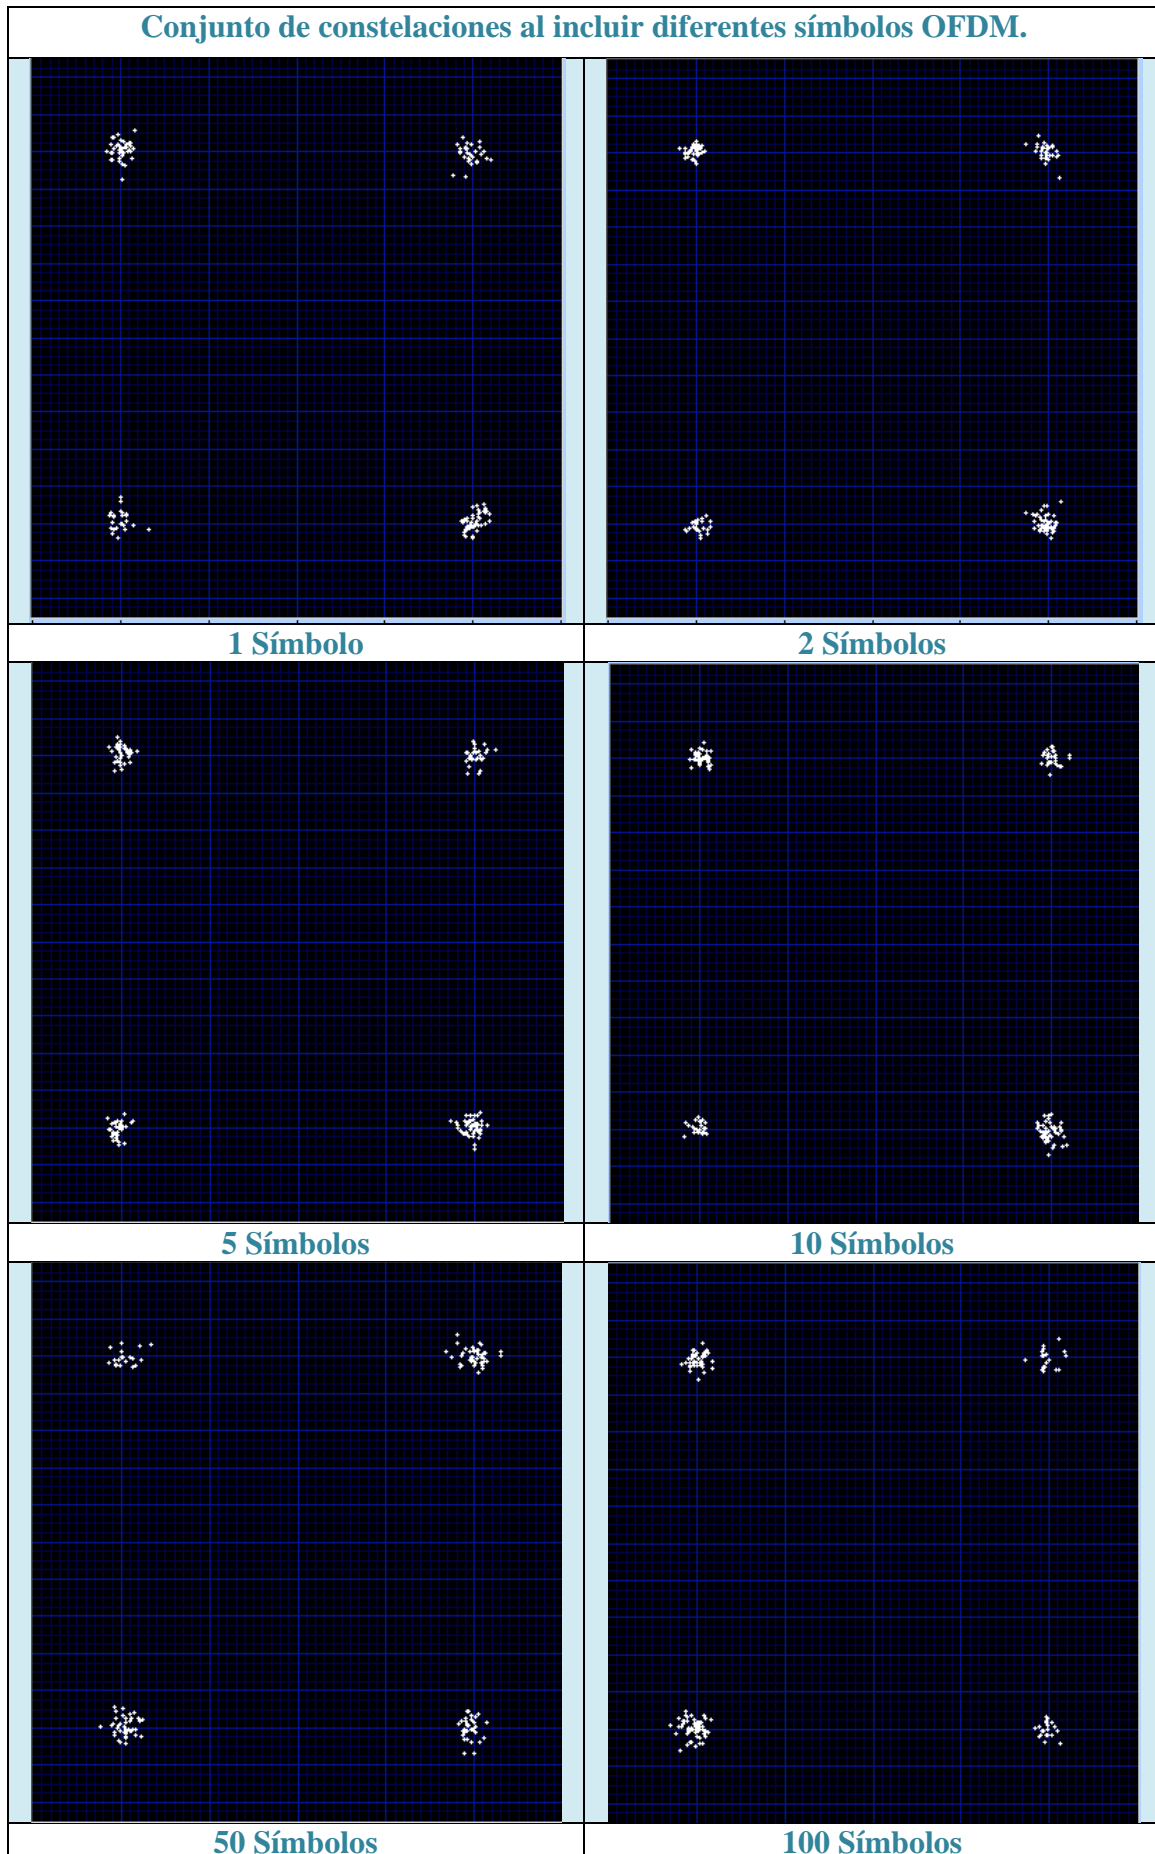 Conjunto de constelaciones al incluir diferentes símbolos OFDM.
1 Símbolo
2 Símbolos
5 Símbolos
10 Símbolos
50 Símbolos
100 Símbolos